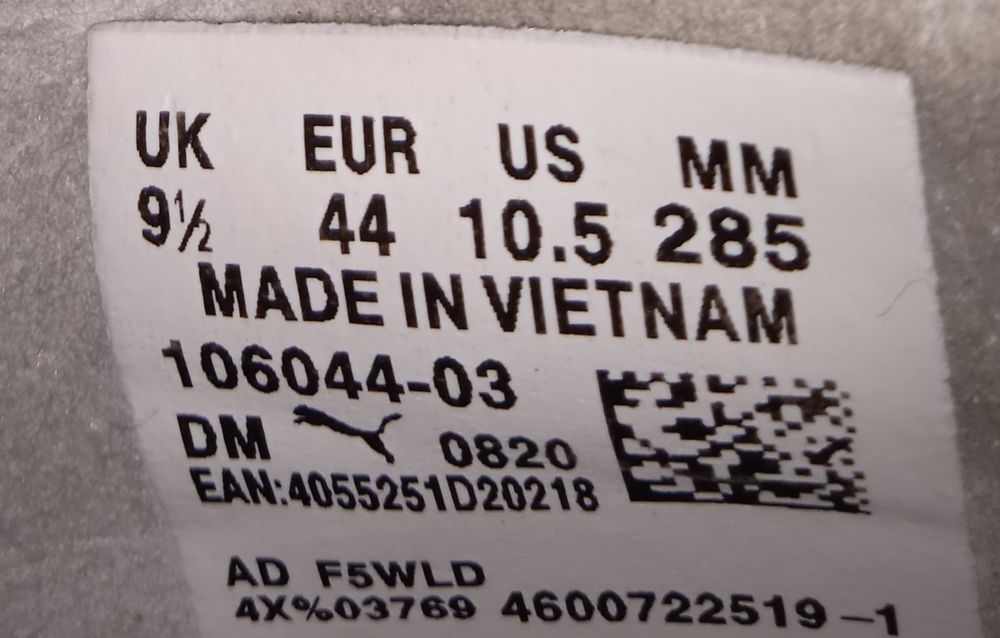 UK EUR US MM
9½ 44 10.5 285
MADE IN VIETNAM
106044-03
DM 0820
EAN:4055251D20218
AD F5WLD
4X%03769 4600722519-1